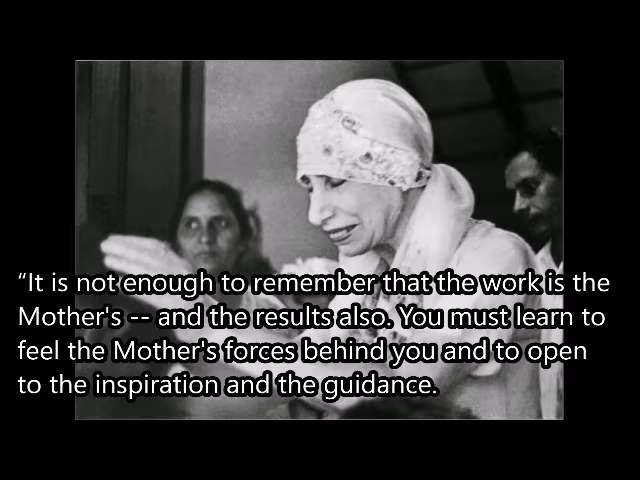 “It is not enough to remember that the work is the
Mother's -- and the results also. You must learn to
feel the Mother's forces behind you and to open
to the inspiration and the guidance.